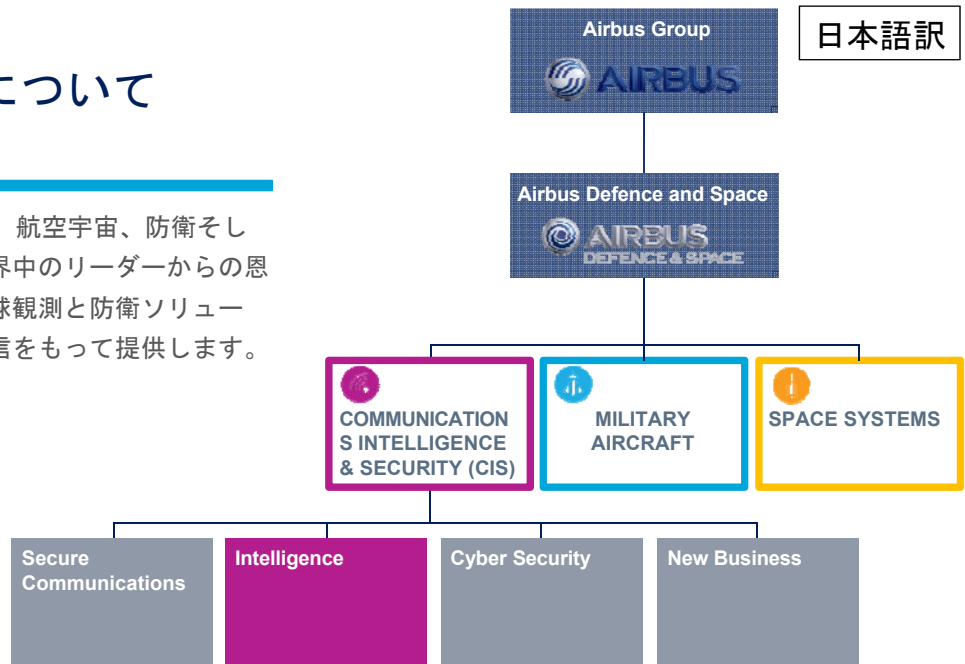 Airbus Group
AIRBUS
日本語訳
について
Airbus Defence and Space
AIRBUS
DEFENCE & SPACE
航空宇宙、防衛そし
界中のリーダーからの恩
球観測と防衛ソリュー
信をもって提供します。
COMMUNICATION
S INTELLIGENCE
& SECURITY (CIS)
MILITARY
AIRCRAFT
SPACE SYSTEMS
Secure
Communications
Intelligence
Cyber Security
New Business